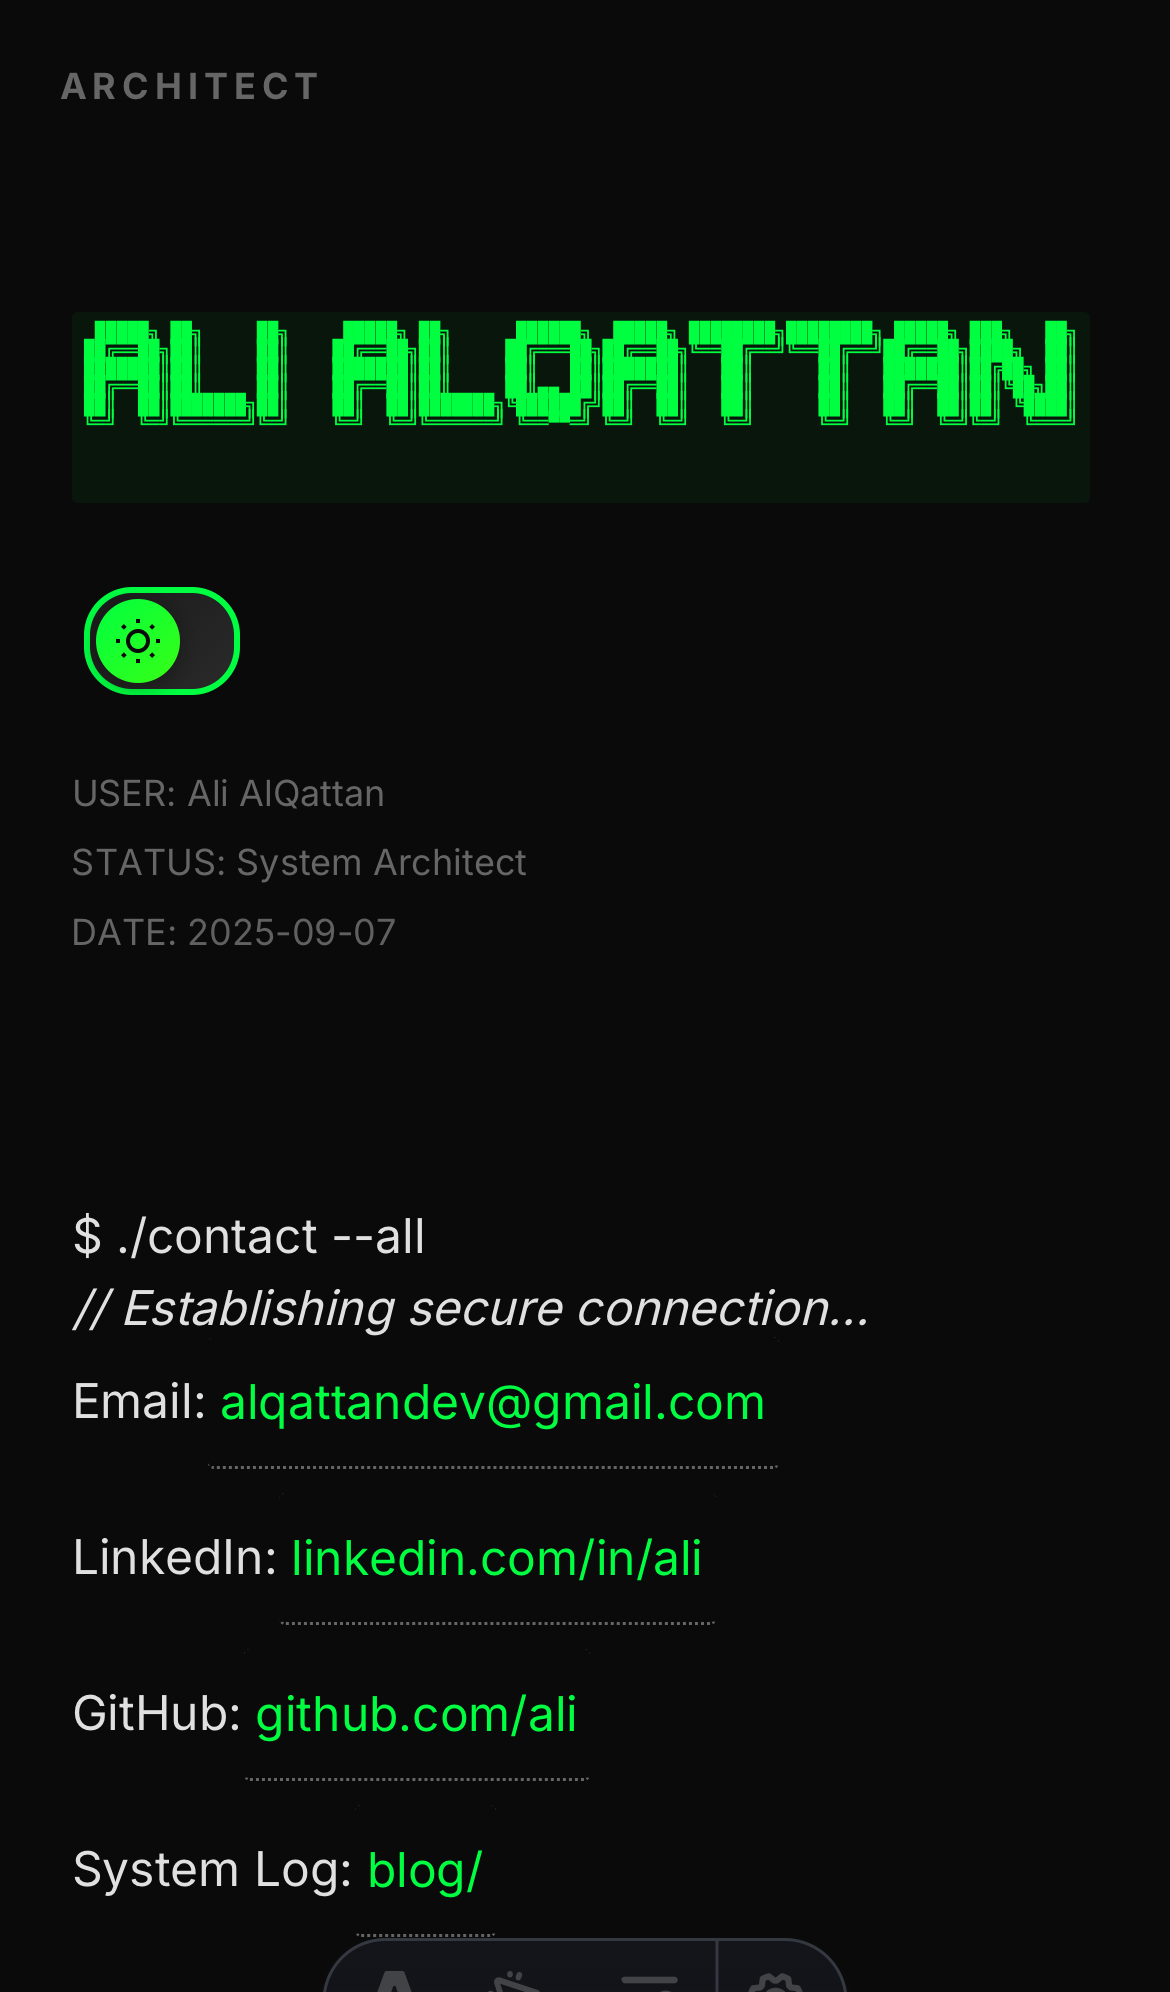 ARCHITECT
ALI ALQATTAN
USER: Ali AlQattan
STATUS: System Architect
DATE: 2025-09-07
$ ./contact --all
// Establishing secure connection...
Email: alqattandev@gmail.com
LinkedIn: linkedin.com/in/ali
GitHub: github.com/ali
System Log: blog/